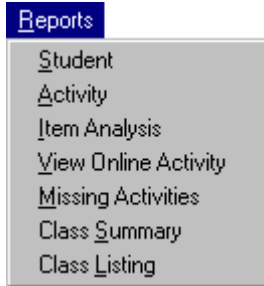 Reports
Student
Activity
Item Analysis
View Online Activity
Missing Activities
Class Summary
Class Listing